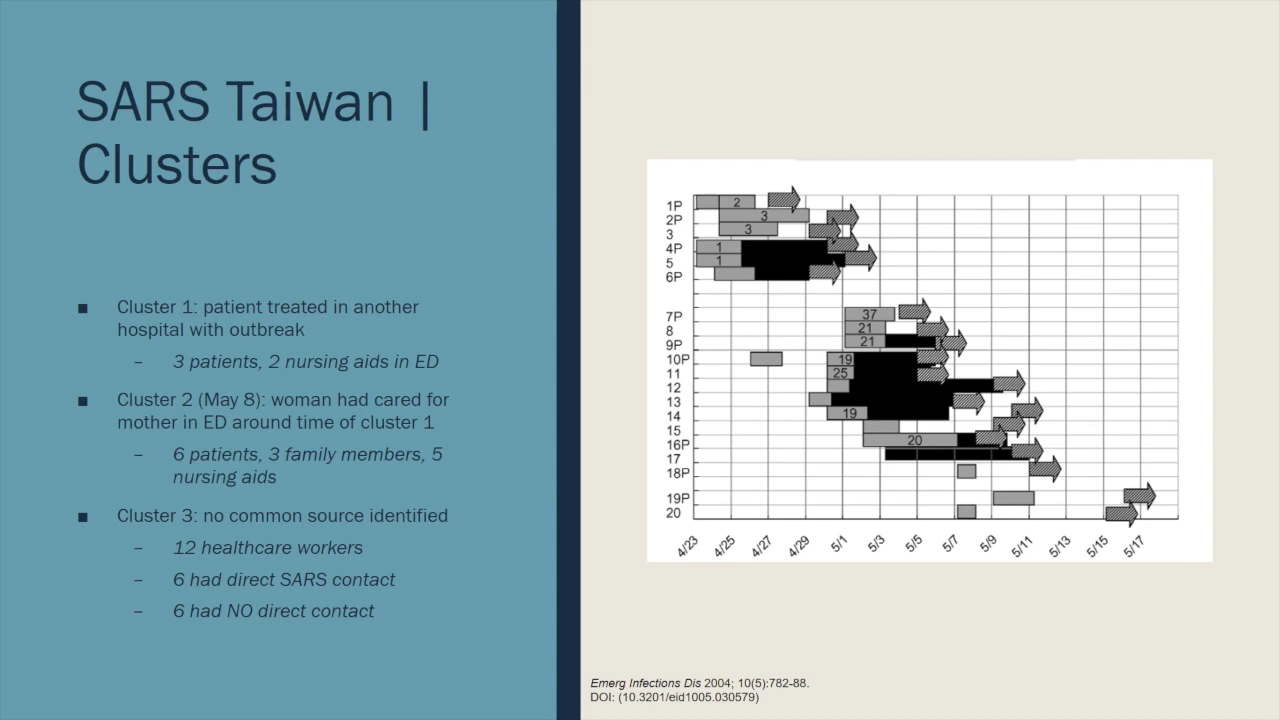 SARS Taiwan |
Clusters
■ Cluster 1: patient treated in another
hospital with outbreak
– 3 patients, 2 nursing aids in ED
■ Cluster 2 (May 8): woman had cared for
mother in ED around time of cluster 1
– 6 patients, 3 family members, 5
nursing aids
■ Cluster 3: no common source identified
– 12 healthcare workers
– 6 had direct SARS contact
– 6 had NO direct contact
1P 2
2P 3
3 3
4P 1
5 1
6P
7P 37
8 21
9P 21
10P 19
11 25
12
13
14 19
15
16P 20
17
18P
19P
20
4/23 4/25 4/27 4/29 5/1 5/3 5/5 5/7 5/9 5/11 5/13 5/15 5/17
Emerg Infections Dis 2004; 10(5):782-88.
DOI: (10.3201/eid1005.030579)